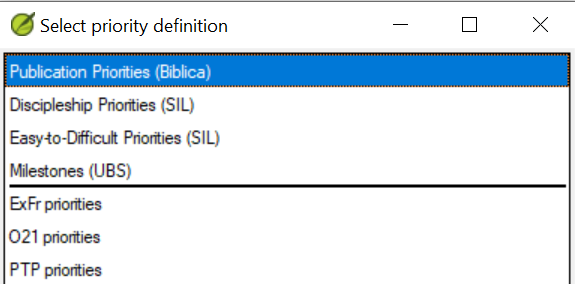 Select priority definition
Publication Priorities (Biblica)
Discipleship Priorities (SIL)
Easy-to-Difficult Priorities (SIL)
Milestones (UBS)
ExFr priorities
O21 priorities
PTP priorities